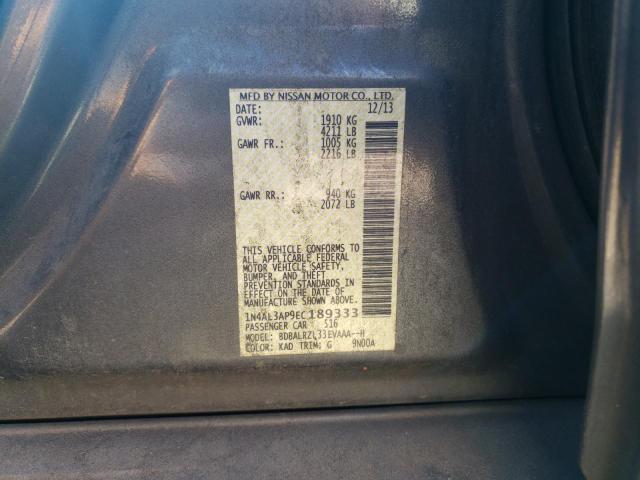 MFD BY NISSAN MOTOR CO., LTD.
DATE: 12/13
GVWR: 1910 KG
4211 LB
GAWR FR.: 1005 KG
2216 LB
GAWR RR.: 940 KG
2072 LB
THIS VEHICLE CONFORMS TO
ALL APPLICABLE FEDERAL
MOTOR VEHICLE SAFETY,
BUMPER, AND THEFT
PREVENTION STANDARDS IN
EFFECT ON THE DATE OF
MANUFACTURE SHOWN ABOVE.
1N4AL3AP9EC189333
PASSENGER CAR 516
MODEL: BDBALRZL33EVAAA--H
COLOR: KAD TRIM: G 9N00A